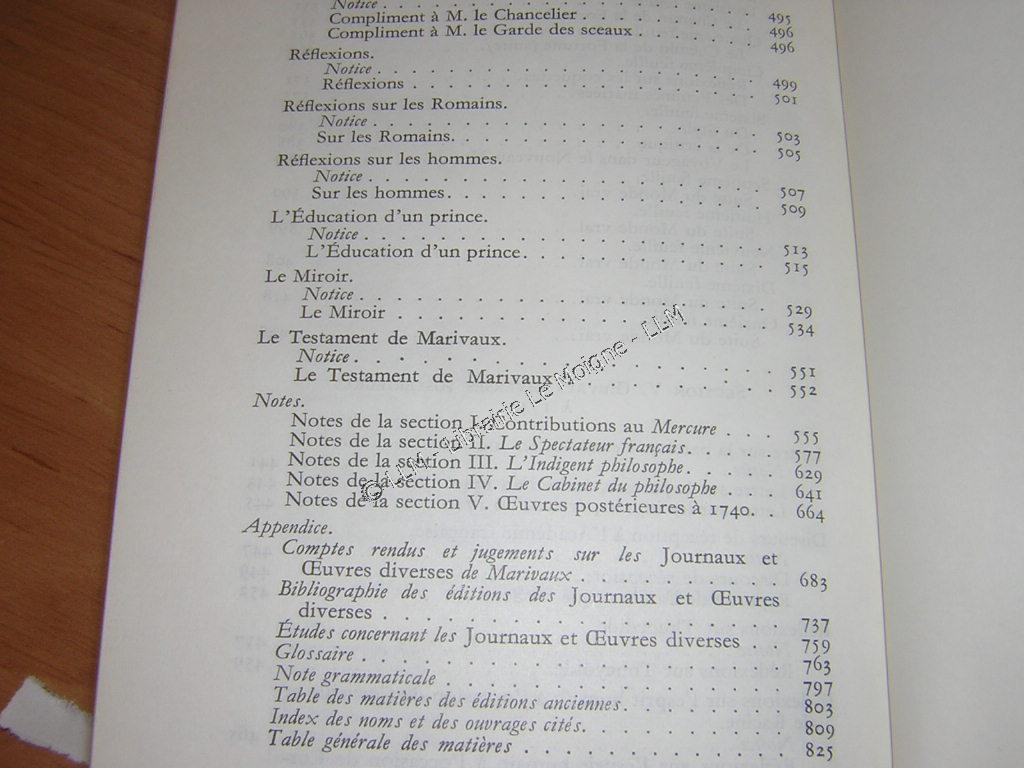 Notice . . . . . . . . . . . . 495
Compliment à M. le Chancelier . . . . . . . . . 496
Compliment à M. le Garde des sceaux . . . . . . . 496
Réflexions.
Notice . . . . . . . . . . . . 499
Réflexions . . . . . . . . . . . . 501
Réflexions sur les Romains.
Notice . . . . . . . . . . . . 503
Sur les Romains. . . . . . . . . . . . 505
Réflexions sur les hommes.
Notice . . . . . . . . . . . . 507
Sur les hommes. . . . . . . . . . . . 509
L'Éducation d'un prince.
Notice . . . . . . . . . . . . 513
L'Éducation d'un prince. . . . . . . . . . 515
Le Miroir.
Notice . . . . . . . . . . . . 529
Le Miroir . . . . . . . . . . . . 534
Le Testament de Marivaux.
Notice. . . . . . . . . . . . 551
Le Testament de Marivaux . . . . . . . . . 552
Notes.
Notes de la section I. Contributions au Mercure . . . 555
Notes de la section II. Le Spectateur français. . . . . 577
Notes de la section III. L'Indigent philosophe. . . . . 629
Notes de la section IV. Le Cabinet du philosophe . . . 641
Notes de la section V. Œuvres postérieures à 1740. . 664
Appendice.
Comptes rendus et jugements sur les Journaux et
Œuvres diverses de Marivaux . . . . . . . . . 683
Bibliographie des éditions des Journaux et Œuvres
diverses . . . . . . . . . . . . 737
Études concernant les Journaux et Œuvres diverses . . 759
Glossaire . . . . . . . . . . . . 763
Note grammaticale . . . . . . . . . . . . 797
Table des matières des éditions anciennes. . . . . . . 803
Index des noms et des ouvrages cités. . . . . . . . 809
Table générale des matières . . . . . . . . . . 825
© LLM - Librairie Le Moigne - LLM